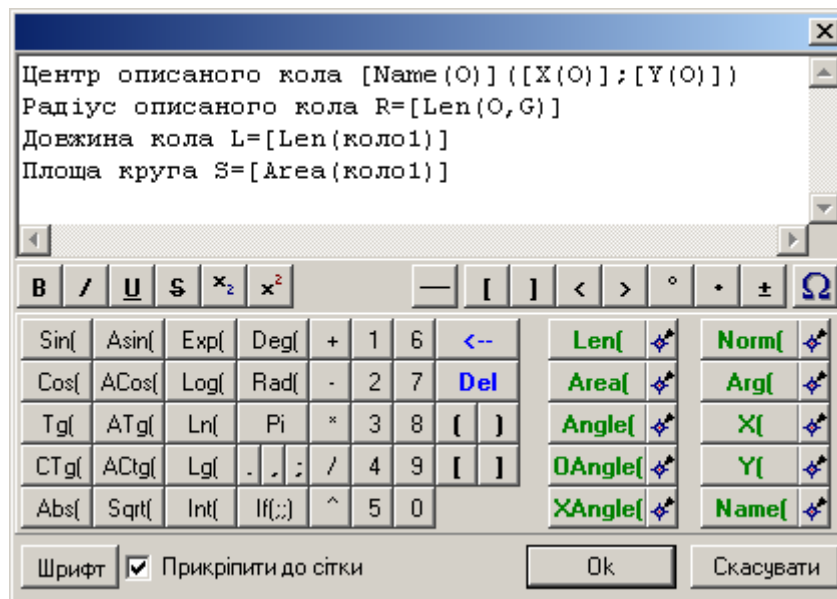 Центр описаного кола [Name(O)]([X(O)];[Y(O)])
Радіус описаного кола R=[Len(O,G)]
Довжина кола L=[Len(коло1)]
Площа круга S=[Area(коло1)]
B I U S x₂ x² — [ ] < > ° • ± Ω
Sin( Asin( Exp( Deg( + 1 6 <-- Len( Norm(
Cos( ACos( Log( Rad( - 2 7 Del Area( Arg(
Tg( ATg( Ln( Pi * 3 8 ( ) Angle( X(
CTg( ACtg( Lg( . , ; / 4 9 [ ] OAngle( Y(
Abs( Sqrt( Int( If(;;) ^ 5 0 XAngle( Name(
Шрифт Прикріпити до сітки Ok Скасувати